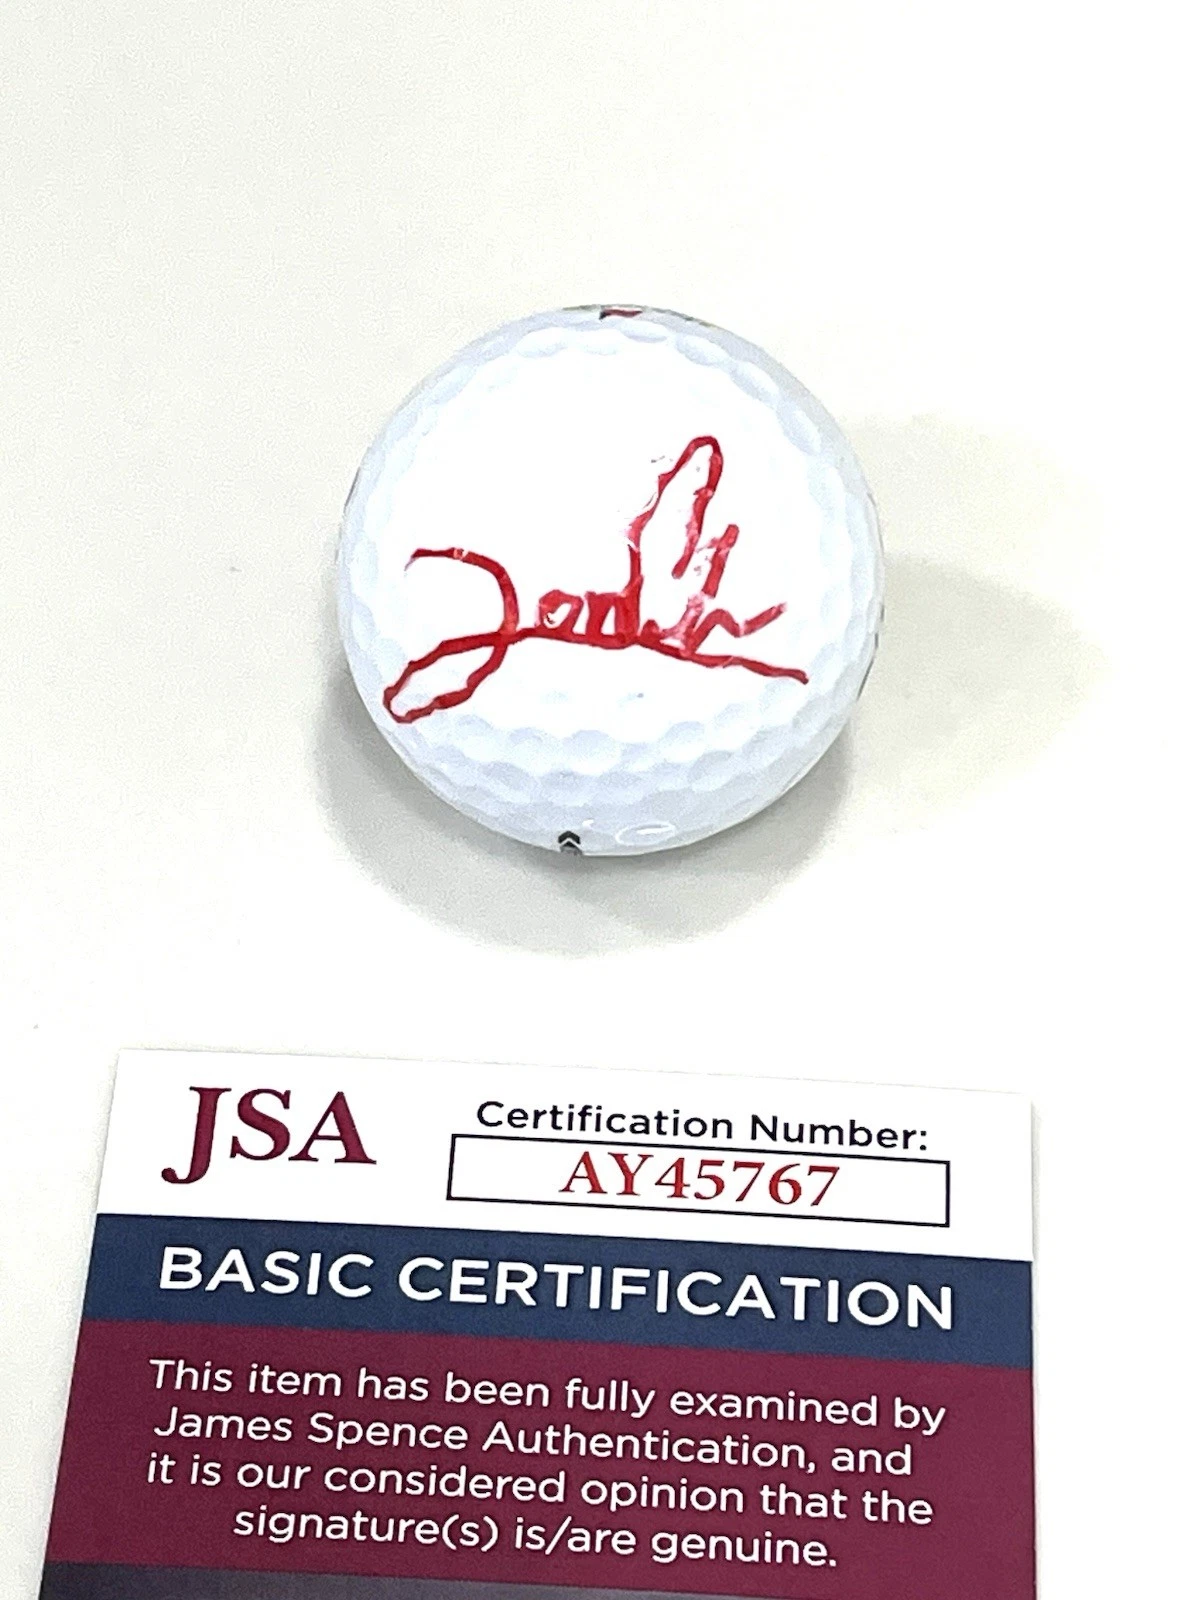 JSA
Certification Number:
AY45767
BASIC CERTIFICATION
This item has been fully examined by
James Spence Authentication, and
it is our considered opinion that the
signature(s) is/are genuine.